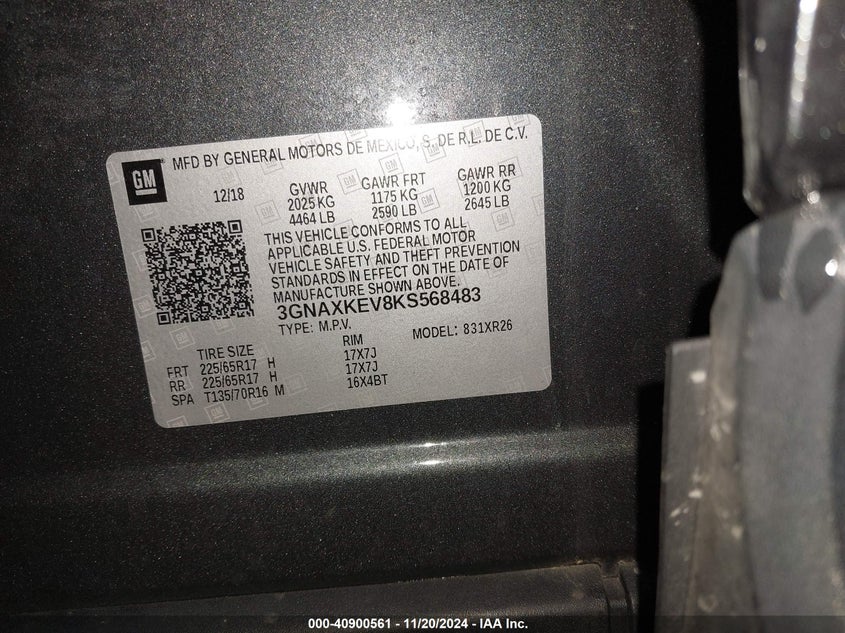 GM
MFD BY GENERAL MOTORS DE MEXICO, S. DE R.L. DE C.V.
12/18 GVWR GAWR FRT GAWR RR
2025 KG 1175 KG 1200 KG
4464 LB 2590 LB 2645 LB
THIS VEHICLE CONFORMS TO ALL
APPLICABLE U.S. FEDERAL MOTOR
VEHICLE SAFETY AND THEFT PREVENTION
STANDARDS IN EFFECT ON THE DATE OF
MANUFACTURE SHOWN ABOVE.
3GNAXKEV8KS568483
TYPE: M.P.V. MODEL: 831XR26
TIRE SIZE RIM
FRT 225/65R17 H 17X7J
RR 225/65R17 H 17X7J
SPA T135/70R16 M 16X4BT
000-40900561 - 11/20/2024 - IAA Inc.